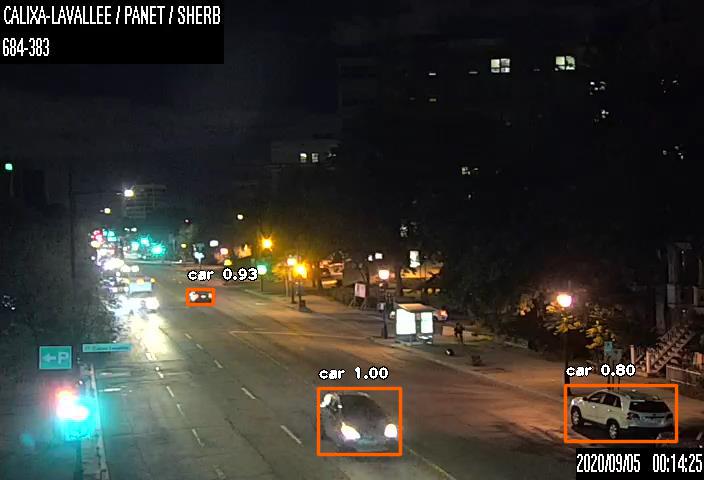 CALIXA-LAVALLEE / PANET / SHERB
684-383
car 0.93
←P
car 1.00
car 0.80
2020/09/05 00:14:25